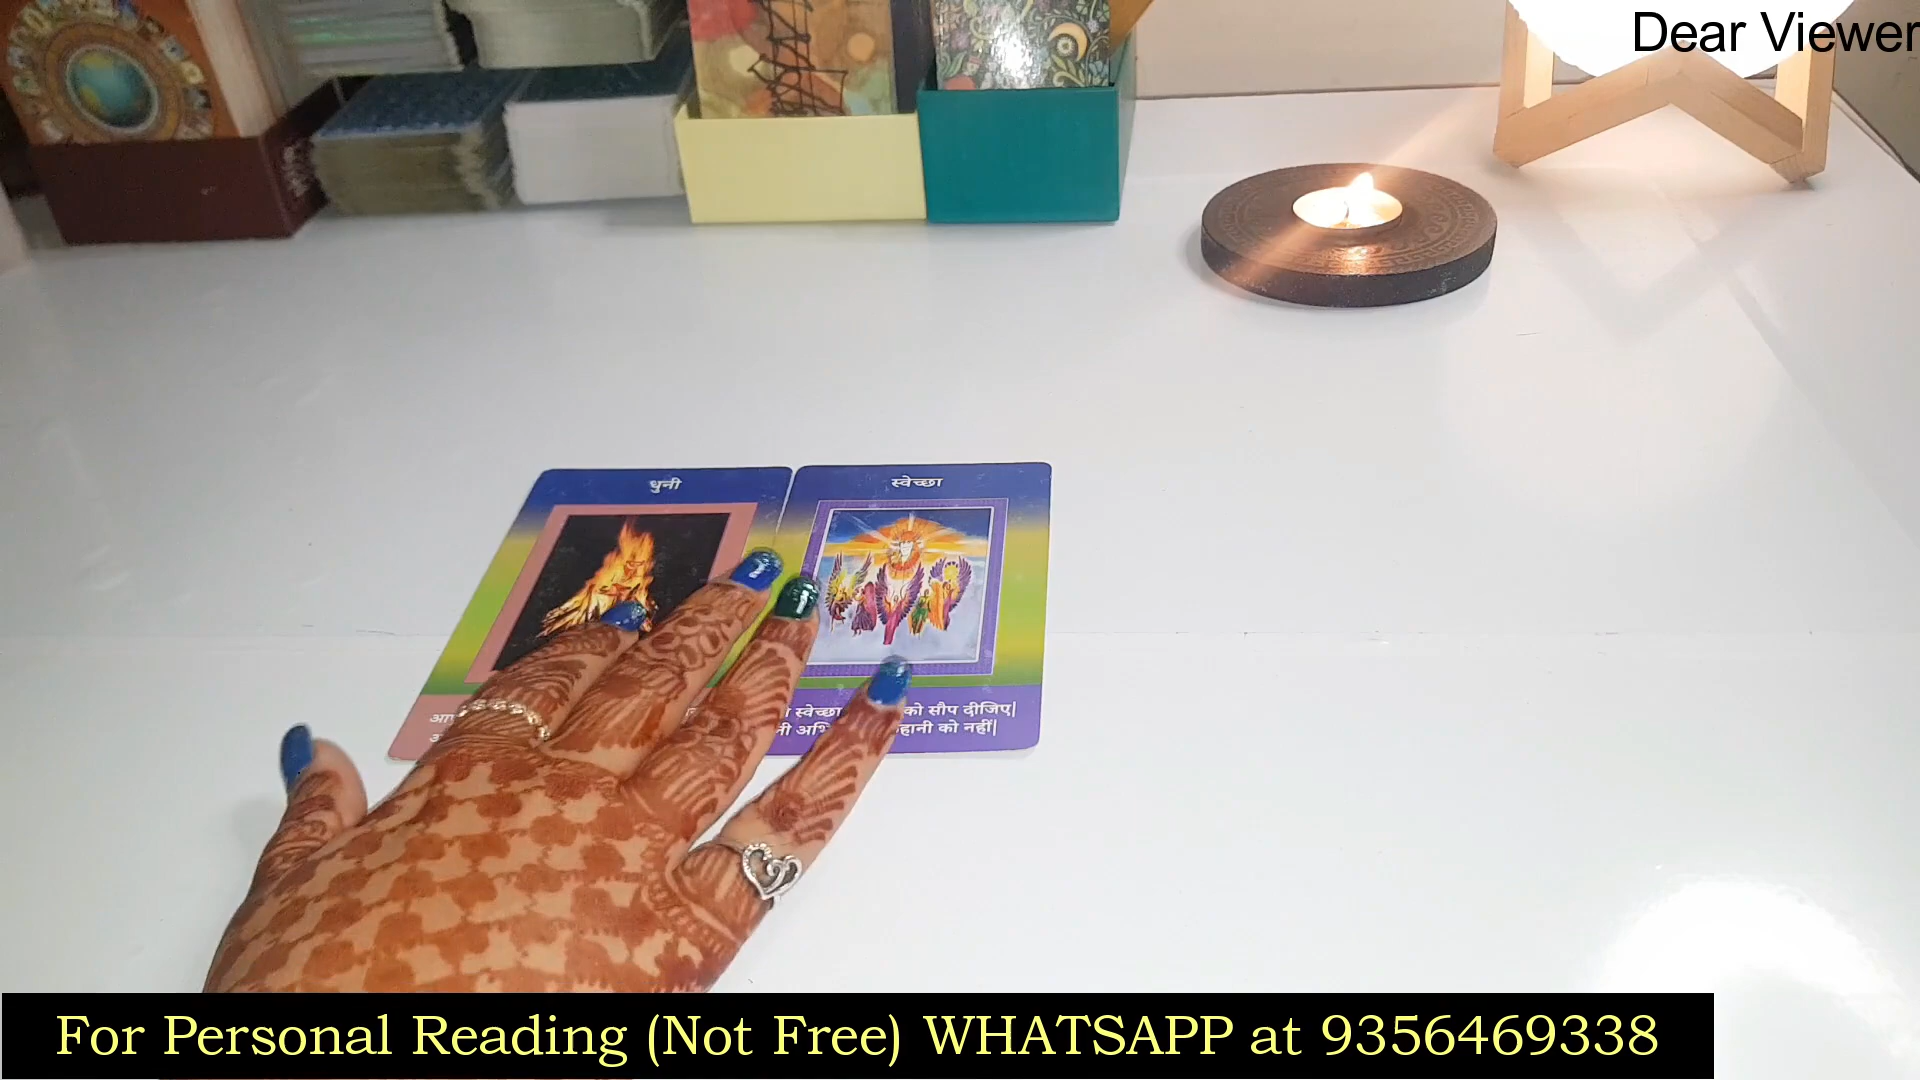 Dear Viewer
धुनी
स्वेच्छा
स्वेच्छा को सौप दीजिए|
को नहीं|
For Personal Reading (Not Free) WHATSAPP at 9356469338